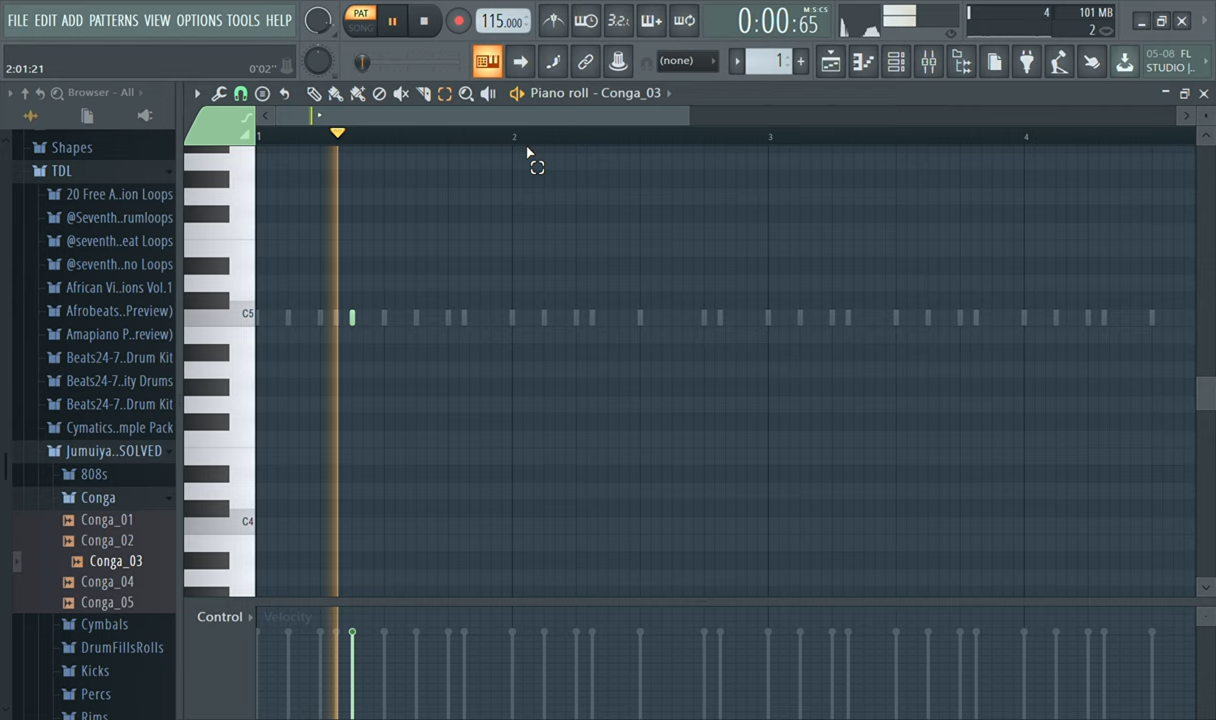 FILE EDIT ADD PATTERNS VIEW OPTIONS TOOLS HELP
PAT
SONG
115.000
3.2.
0:00:65
M:S:CS
4
101 MB
2
2:01:21
0'02"
(none)
1
05-08 FL
STUDIO |..
Browser - All
Piano roll - Conga_03
1
2
3
4
Shapes
TDL
20 Free A..ion Loops
@Seventh..rumloops
@seventh..eat Loops
@seventh..no Loops
African Vi..ions Vol.1
Afrobeats..Preview)
Amapiano P..review)
Beats24-7..Drum Kit
Beats24-7..ity Drums
Beats24-7..Drum Kit
Cymatics..mple Pack
Jumuiya..SOLVED
808s
Conga
Conga_01
Conga_02
Conga_03
Conga_04
Conga_05
Cymbals
DrumFillsRolls
Kicks
Percs
Rims
C5
C4
Control
Velocity